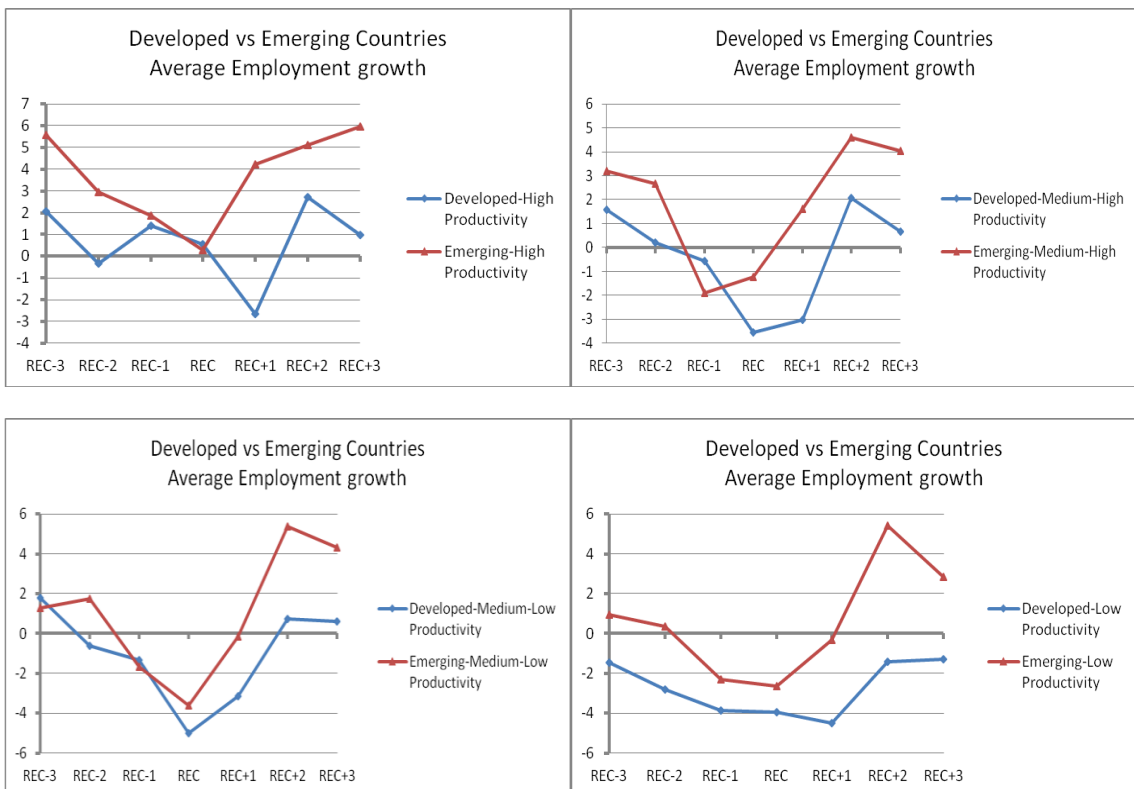 Developed vs Emerging Countries
Average Employment growth
7
6
5
4
3
2
1
0
-1
-2
-3
-4
REC-3 REC-2 REC-1 REC REC+1 REC+2 REC+3
Developed-High
Productivity
Emerging-High
Productivity
Developed vs Emerging Countries
Average Employment growth
6
5
4
3
2
1
0
-1
-2
-3
-4
REC-3 REC-2 REC-1 REC REC+1 REC+2 REC+3
Developed-Medium-High
Productivity
Emerging-Medium-High
Productivity
Developed vs Emerging Countries
Average Employment growth
6
4
2
0
-2
-4
-6
REC-3 REC-2 REC-1 REC REC+1 REC+2 REC+3
Developed-Medium-Low
Productivity
Emerging-Medium-Low
Productivity
Developed vs Emerging Countries
Average Employment growth
6
4
2
0
-2
-4
-6
REC-3 REC-2 REC-1 REC REC+1 REC+2 REC+3
Developed-Low
Productivity
Emerging-Low
Productivity